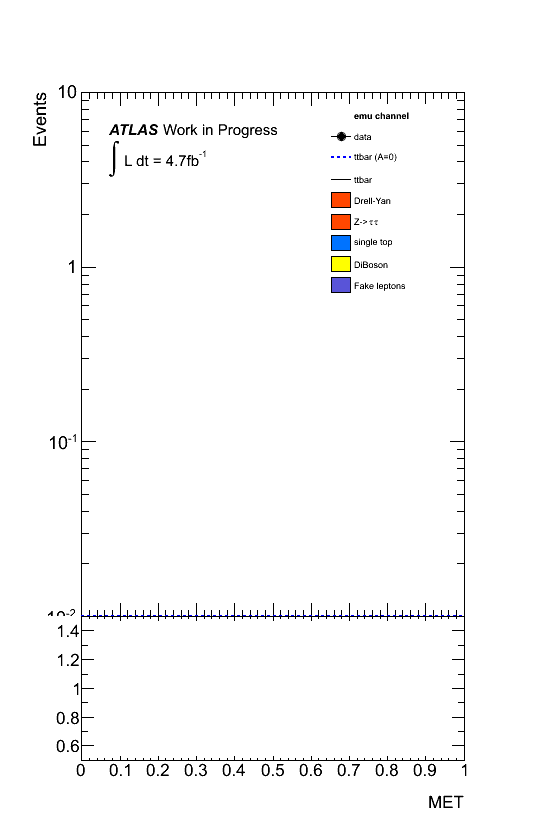 Events
10
1
10⁻¹
10⁻²
ATLAS Work in Progress
∫ L dt = 4.7fb⁻¹
emu channel
data
ttbar (A=0)
ttbar
Drell-Yan
Z->ττ
single top
DiBoson
Fake leptons
1.4
1.2
1
0.8
0.6
0 0.1 0.2 0.3 0.4 0.5 0.6 0.7 0.8 0.9 1
MET